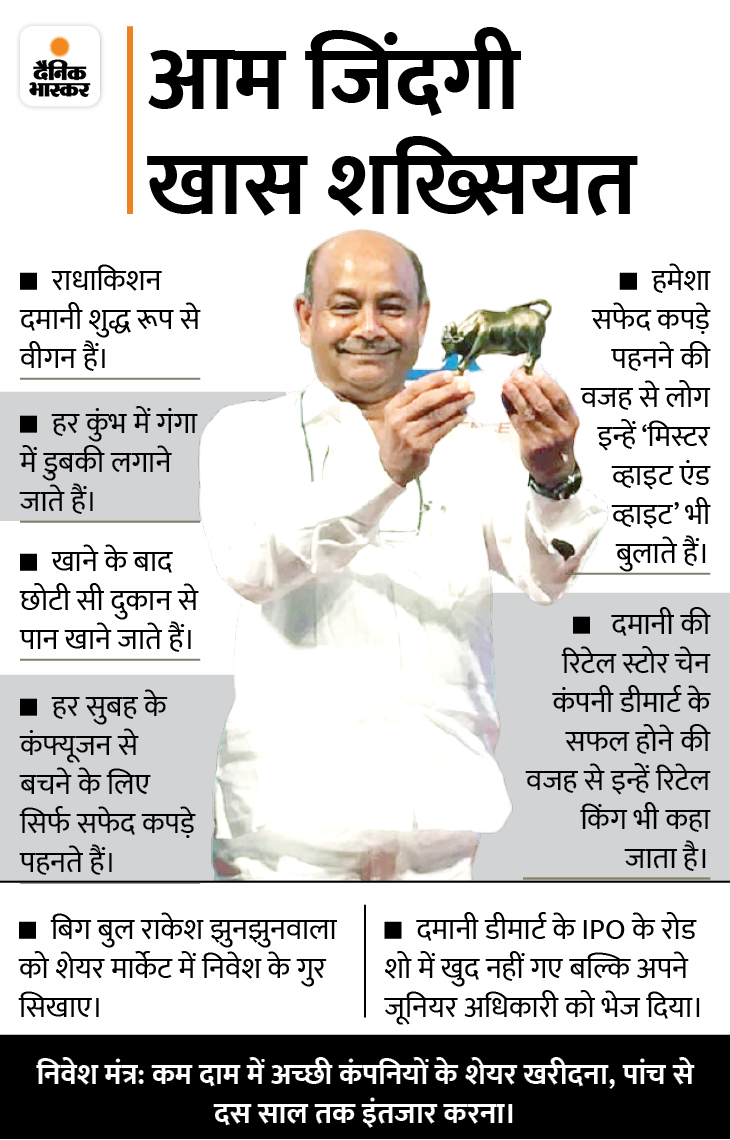 दैनिक
भास्कर
आम जिंदगी
खास शख्सियत
■ राधाकिशन
दमानी शुद्ध रूप से
वीगन हैं।
■ हर कुंभ में गंगा
में डुबकी लगाने
जाते हैं।
■ खाने के बाद
छोटी सी दुकान से
पान खाने जाते हैं।
■ हर सुबह के
कंफ्यूजन से
बचने के लिए
सिर्फ सफेद कपड़े
पहनते हैं।
■ हमेशा
सफेद कपड़े
पहनने की
वजह से लोग
इन्हें ‘मिस्टर
व्हाइट एंड
व्हाइट’ भी
बुलाते हैं।
■ दमानी की
रिटेल स्टोर चेन
कंपनी डीमार्ट के
सफल होने की
वजह से इन्हें रिटेल
किंग भी कहा
जाता है।
■ बिग बुल राकेश झुनझुनवाला
को शेयर मार्केट में निवेश के गुर
सिखाए।
■ दमानी डीमार्ट के IPO के रोड
शो में खुद नहीं गए बल्कि अपने
जूनियर अधिकारी को भेज दिया।
निवेश मंत्र: कम दाम में अच्छी कंपनियों के शेयर खरीदना, पांच से
दस साल तक इंतजार करना।